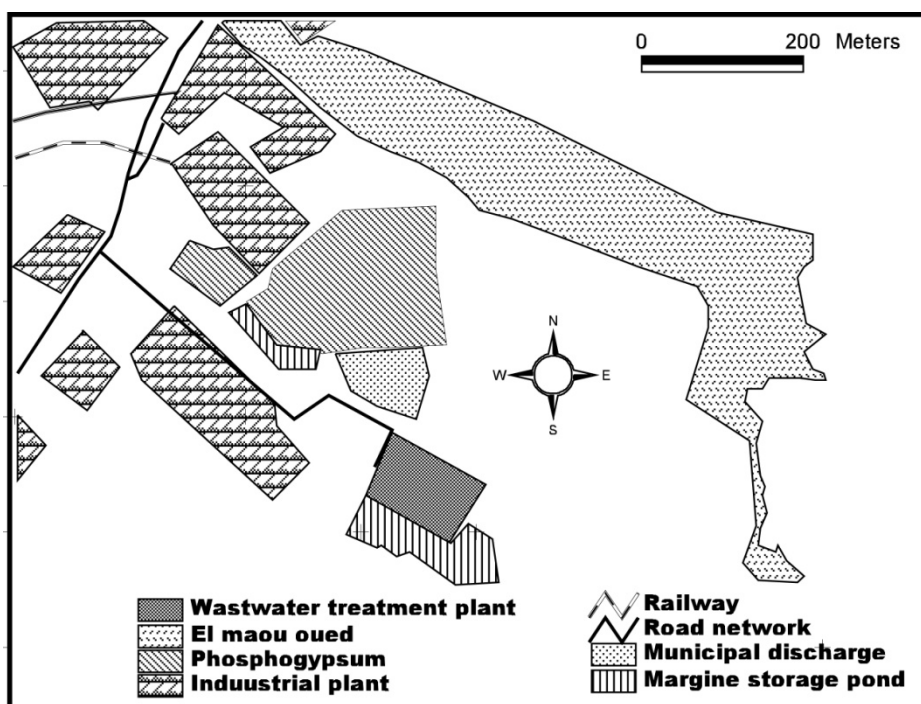 0 200 Meters
N
W E
S
Wastwater treatment plant
El maou oued
Phosphogypsum
Induustrial plant
Railway
Road network
Municipal discharge
Margine storage pond